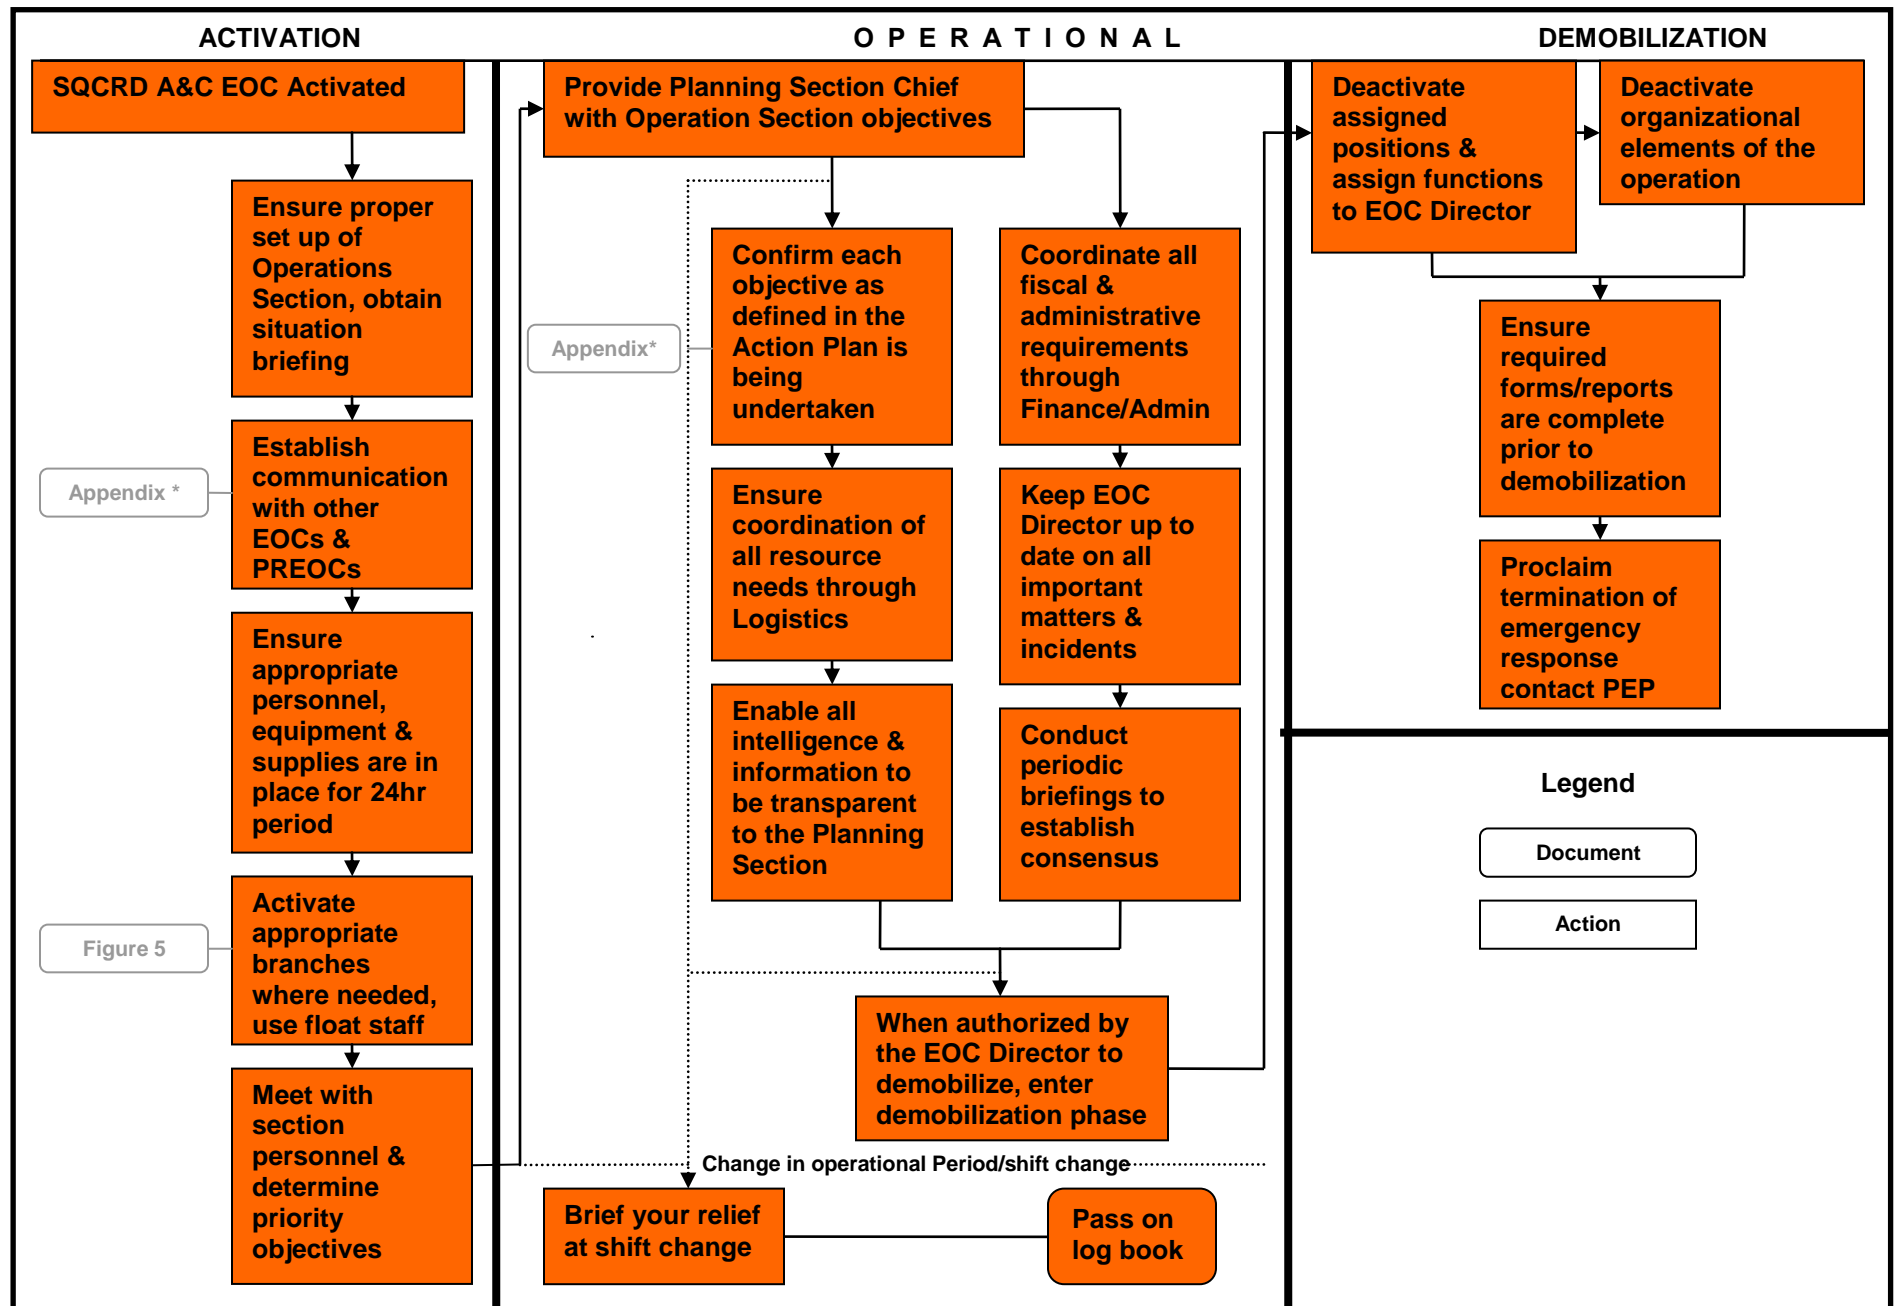 ACTIVATION
SQCRD A&C EOC Activated
Ensure proper
set up of
Operations
Section, obtain
situation
briefing
Establish
communication
with other
EOCs &
PREOCs
Appendix *
Ensure
appropriate
personnel,
equipment &
supplies are in
place for 24hr
period
Activate
appropriate
branches
where needed,
use float staff
Figure 5
Meet with
section
personnel &
determine
priority
objectives
O P E R A T I O N A L
Provide Planning Section Chief
with Operation Section objectives
Confirm each
objective as
defined in the
Action Plan is
being
undertaken
Appendix*
Ensure
coordination of
all resource
needs through
Logistics
Enable all
intelligence &
information to
be transparent
to the Planning
Section
Coordinate all
fiscal &
administrative
requirements
through
Finance/Admin
Keep EOC
Director up to
date on all
important
matters &
incidents
Conduct
periodic
briefings to
establish
consensus
When authorized by
the EOC Director to
demobilize, enter
demobilization phase
Change in operational Period/shift change
Brief your relief
at shift change
Pass on
log book
DEMOBILIZATION
Deactivate
assigned
positions &
assign functions
to EOC Director
Deactivate
organizational
elements of the
operation
Ensure
required
forms/reports
are complete
prior to
demobilization
Proclaim
termination of
emergency
response
contact PEP
Legend
Document
Action